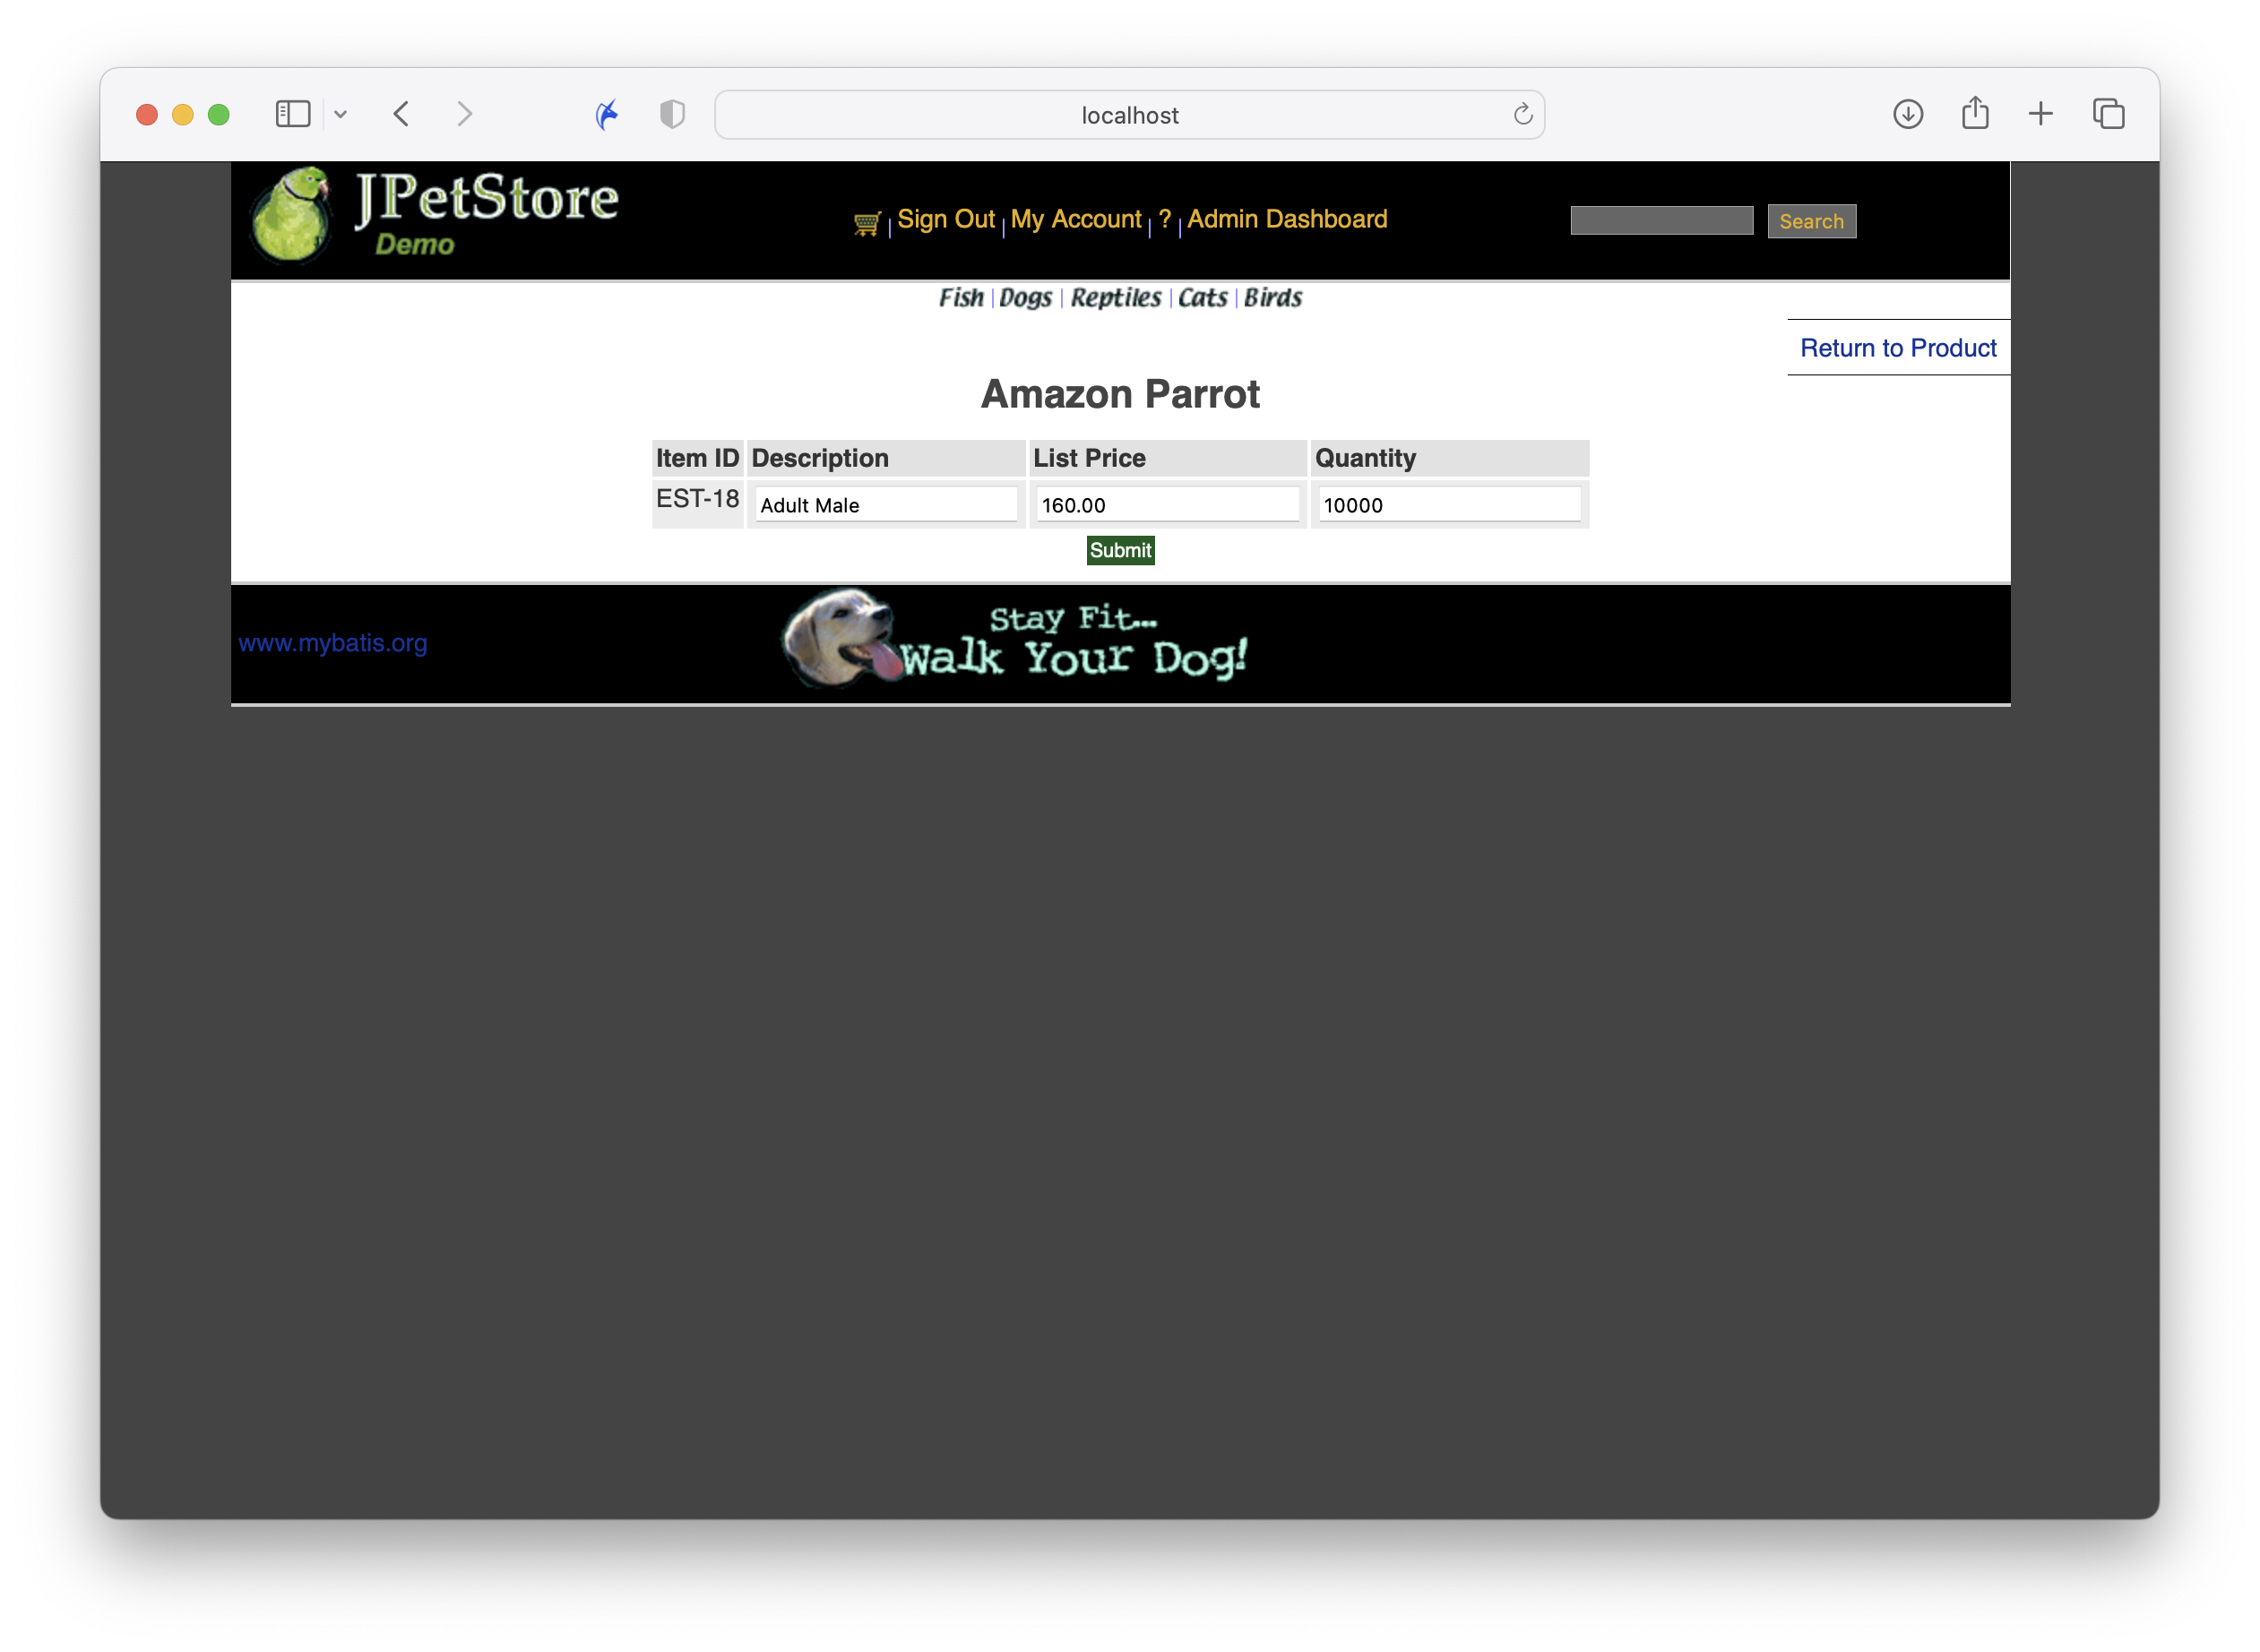 localhost
JPetStore
Demo
Sign Out | My Account | ? | Admin Dashboard
Search
Fish | Dogs | Reptiles | Cats | Birds
Return to Product
Amazon Parrot
Item ID Description List Price Quantity
EST-18 Adult Male 160.00 10000
Submit
www.mybatis.org
Stay Fit...
Walk Your Dog!